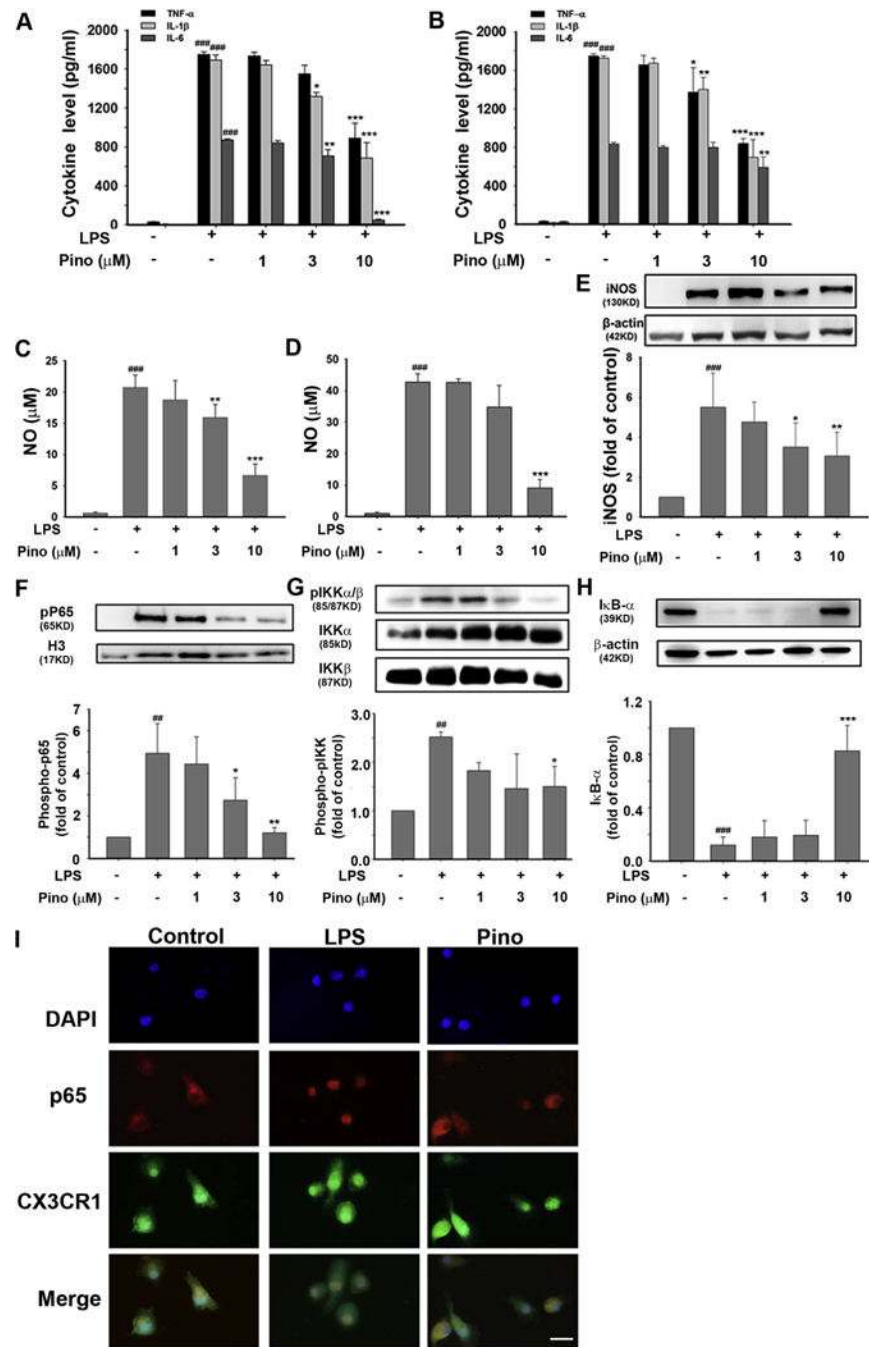 A
TNF-α
IL-1β
IL-6
Cytokine level (pg/ml)
2000
1600
1200
800
400
0
### ###
###
*
**
*** ***
***
LPS - + + + +
Pino (μM) - - 1 3 10
B
TNF-α
IL-1β
IL-6
Cytokine level (pg/ml)
2000
1600
1200
800
400
0
### ###
* **
*** *** **
LPS - + + + +
Pino (μM) - - 1 3 10
C
NO (μM)
25
20
15
10
5
0
###
**
***
LPS - + + + +
Pino (μM) - - 1 3 10
D
NO (μM)
50
40
30
20
10
0
###
***
LPS - + + + +
Pino (μM) - - 1 3 10
E
iNOS
(130KD)
β-actin
(42KD)
iNOS (fold of control)
8
6
4
2
0
###
*
**
LPS - + + + +
Pino (μM) - - 1 3 10
F
pP65
(65KD)
H3
(17KD)
Phospho-p65
(fold of control)
7
6
4
2
1
0
##
*
**
LPS - + + + +
Pino (μM) - - 1 3 10
G
pIKKα/β
(85/87KD)
IKKα
(85kD)
IKKβ
(87KD)
Phospho-pIKK
(fold of control)
3.0
2.0
1.0
0.0
##
*
LPS - + + + +
Pino (μM) - - 1 3 10
H
IκB-α
(39KD)
β-actin
(42KD)
IκB-α
(fold of control)
1.2
0.9
0.6
0.3
0.0
###
***
LPS - + + + +
Pino (μM) - - 1 3 10
I
Control LPS Pino
DAPI
p65
CX3CR1
Merge